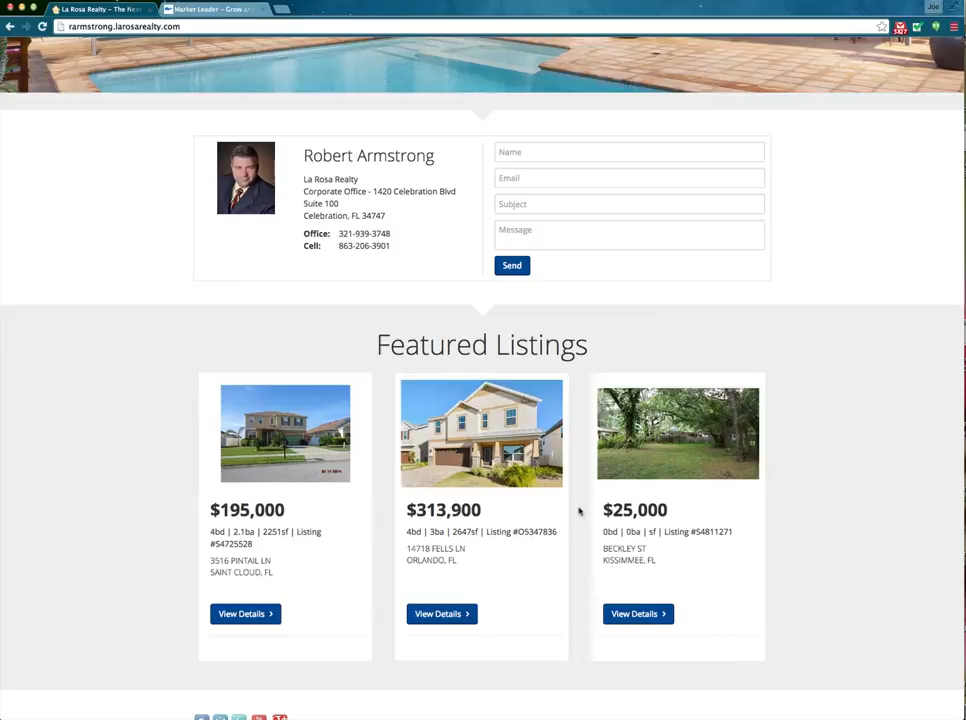 La Rosa Realty – The Nex
Market Leader – Grow an
Joe
rarmstrong.larosarealty.com
5827
Robert Armstrong
La Rosa Realty
Corporate Office - 1420 Celebration Blvd
Suite 100
Celebration, FL 34747
Office: 321-939-3748
Cell: 863-206-3901
Name
Email
Subject
Message
Send
Featured Listings
$195,000
4bd | 2.1ba | 2251sf | Listing
#S4725528
3516 PINTAIL LN
SAINT CLOUD, FL
View Details ›
$313,900
4bd | 3ba | 2647sf | Listing #O5347836
14718 FELLS LN
ORLANDO, FL
View Details ›
$25,000
0bd | 0ba | sf | Listing #S4811271
BECKLEY ST
KISSIMMEE, FL
View Details ›